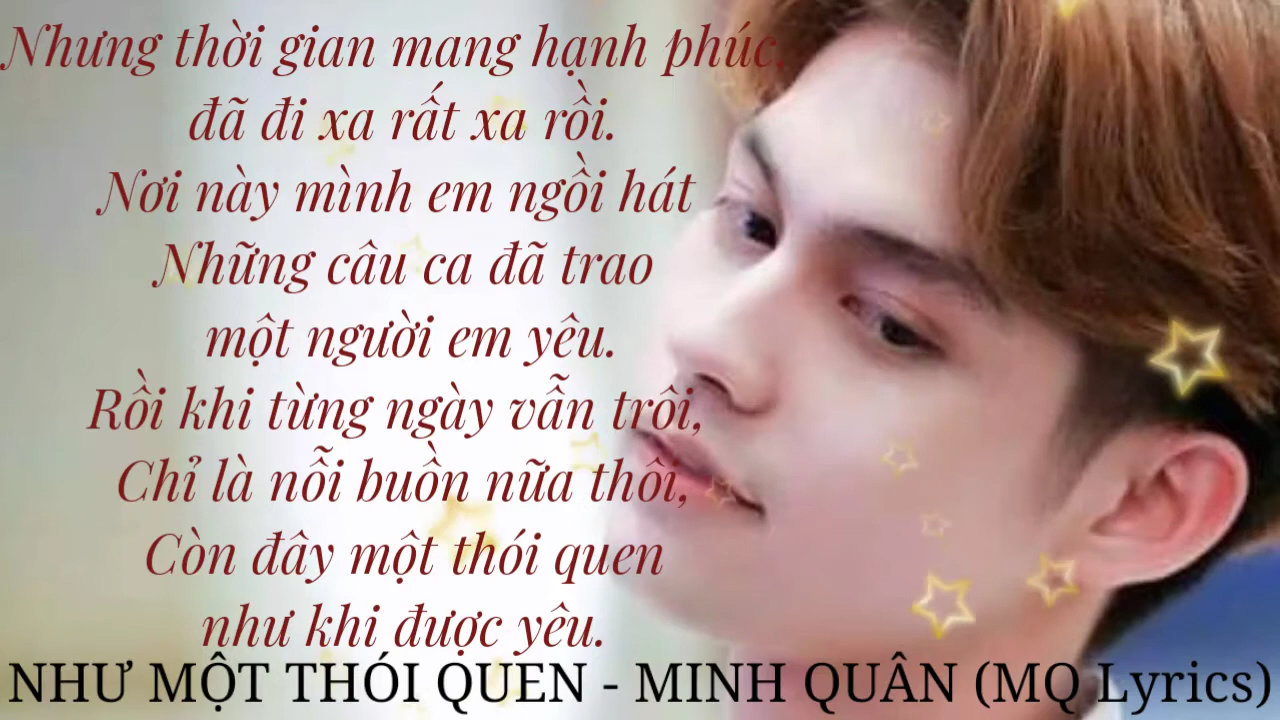 Nhưng thời gian mang hạnh phúc,
đã đi xa rất xa rồi.
Nơi này mình em ngồi hát
Những câu ca đã trao
một người em yêu.
Rồi khi từng ngày vẫn trôi,
Chỉ là nỗi buồn nữa thôi,
Còn đây một thói quen
như khi được yêu.
NHƯ MỘT THÓI QUEN - MINH QUÂN (MQ Lyrics)